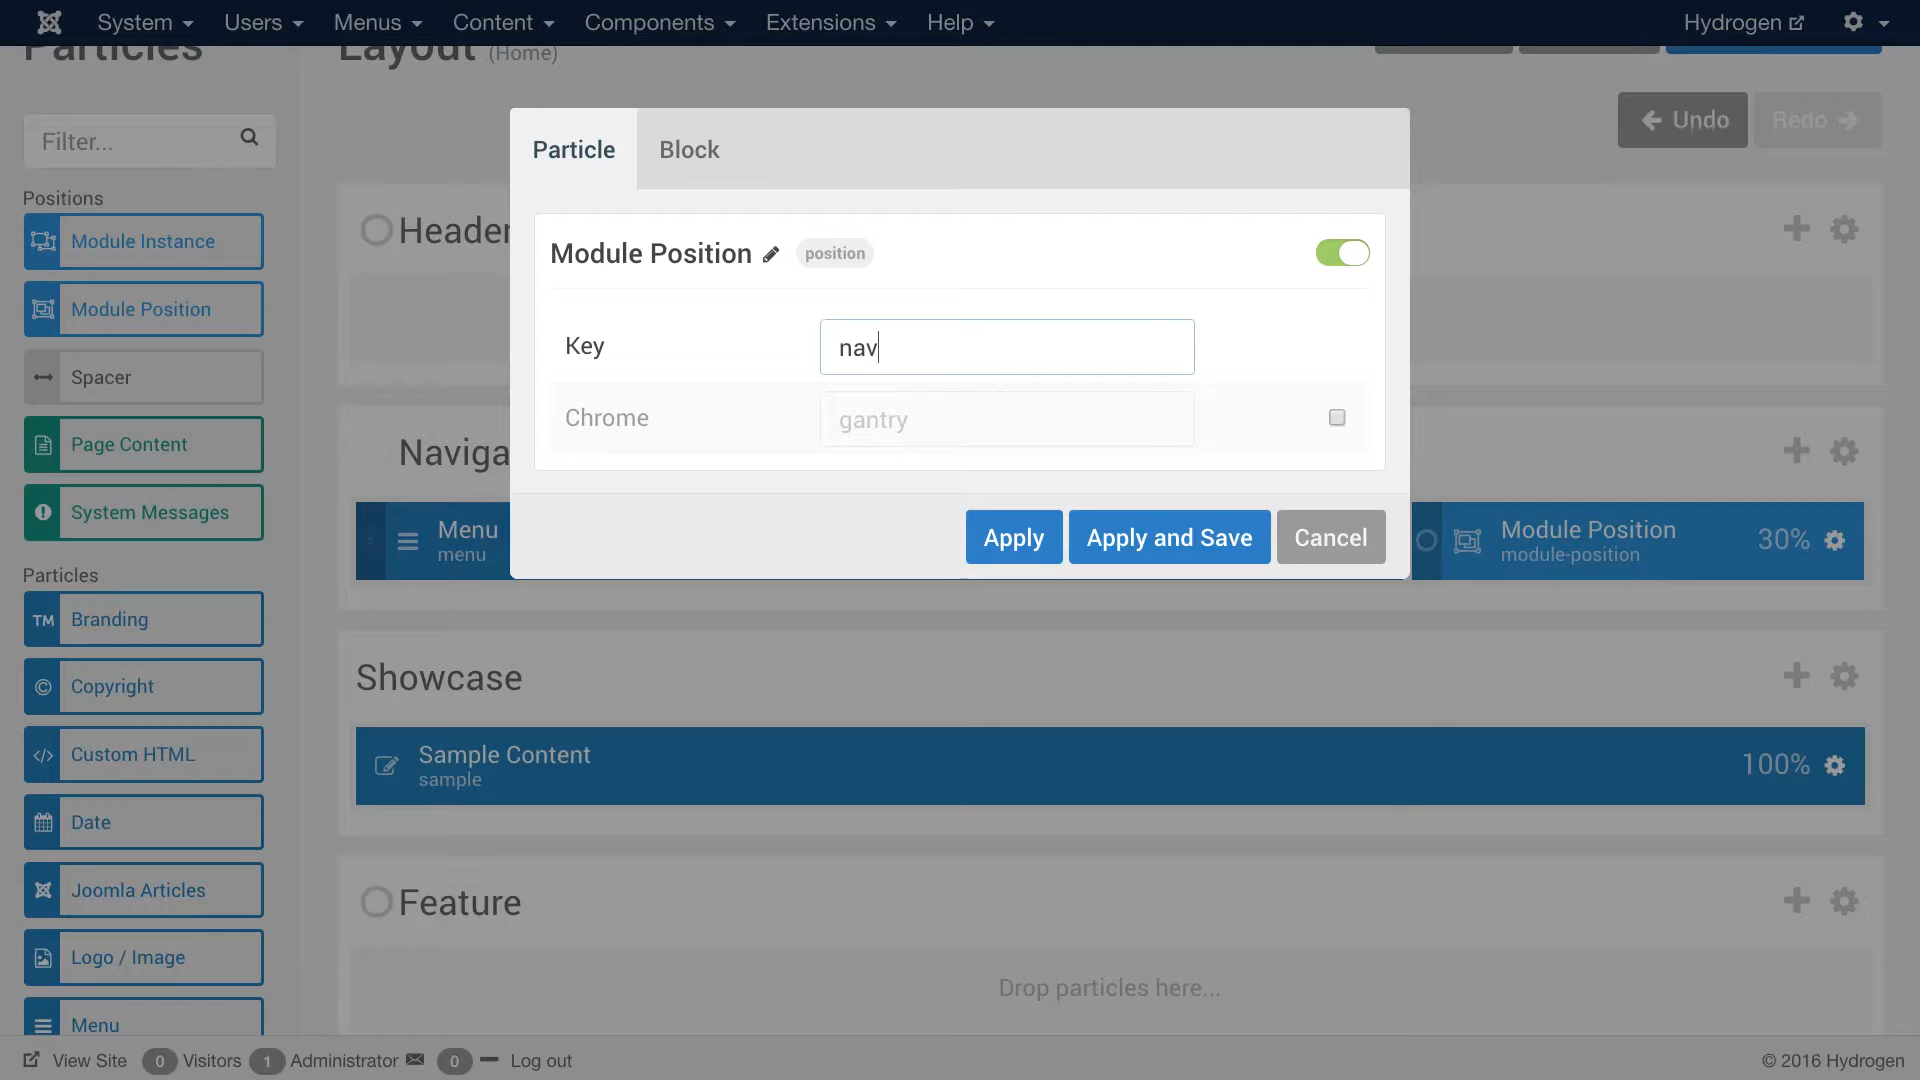 System Users Menus Content Components Extensions Help Hydrogen
Particles
Layout (Home)
Undo Redo
Filter...
Particle Block
Positions
Module Instance
Module Position
Spacer
Page Content
System Messages
Particles
TM Branding
Copyright
Custom HTML
Date
Joomla Articles
Logo / Image
Menu
Header
Module Position position
Key nav
Chrome gantry
Apply Apply and Save Cancel
Naviga
Menu
menu
Module Position 30%
module-position
Showcase
Sample Content 100%
sample
Feature
Drop particles here...
View Site 0 Visitors 1 Administrator 0 Log out © 2016 Hydrogen